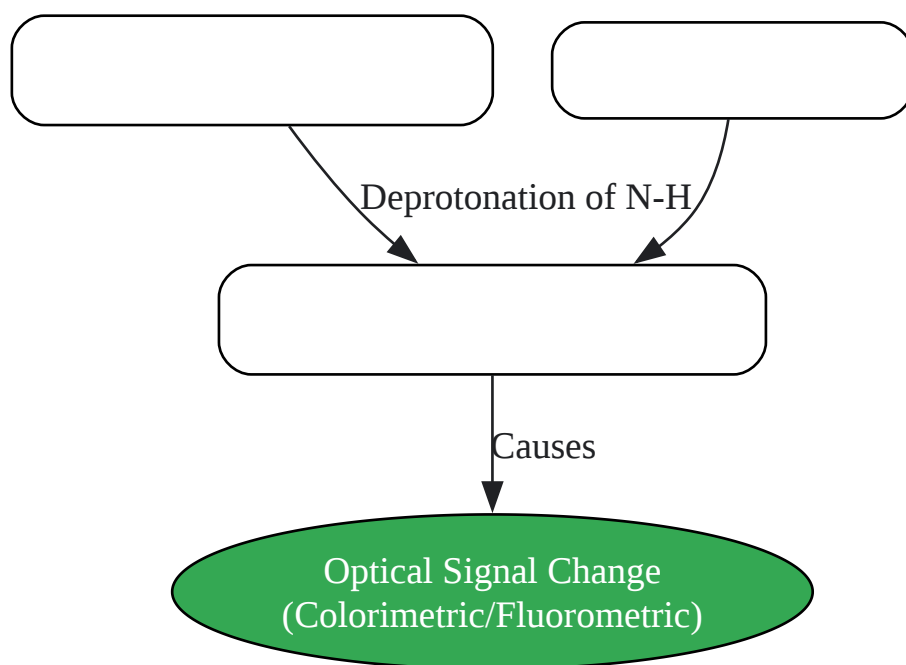 Deprotonation of N-H
Causes
Optical Signal Change
(Colorimetric/Fluorometric)